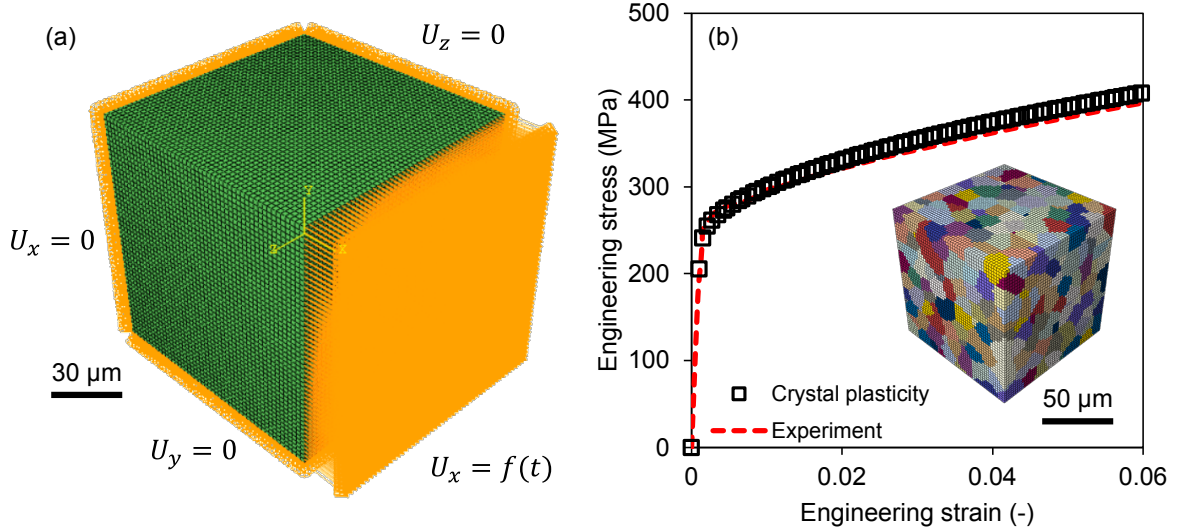 (a)
U_z = 0
U_x = 0
Y
Z
X
30 µm
U_y = 0
U_x = f(t)
(b)
500
400
300
200
100
0
Engineering stress (MPa)
Crystal plasticity
Experiment
50 µm
0
0.02
0.04
0.06
Engineering strain (-)